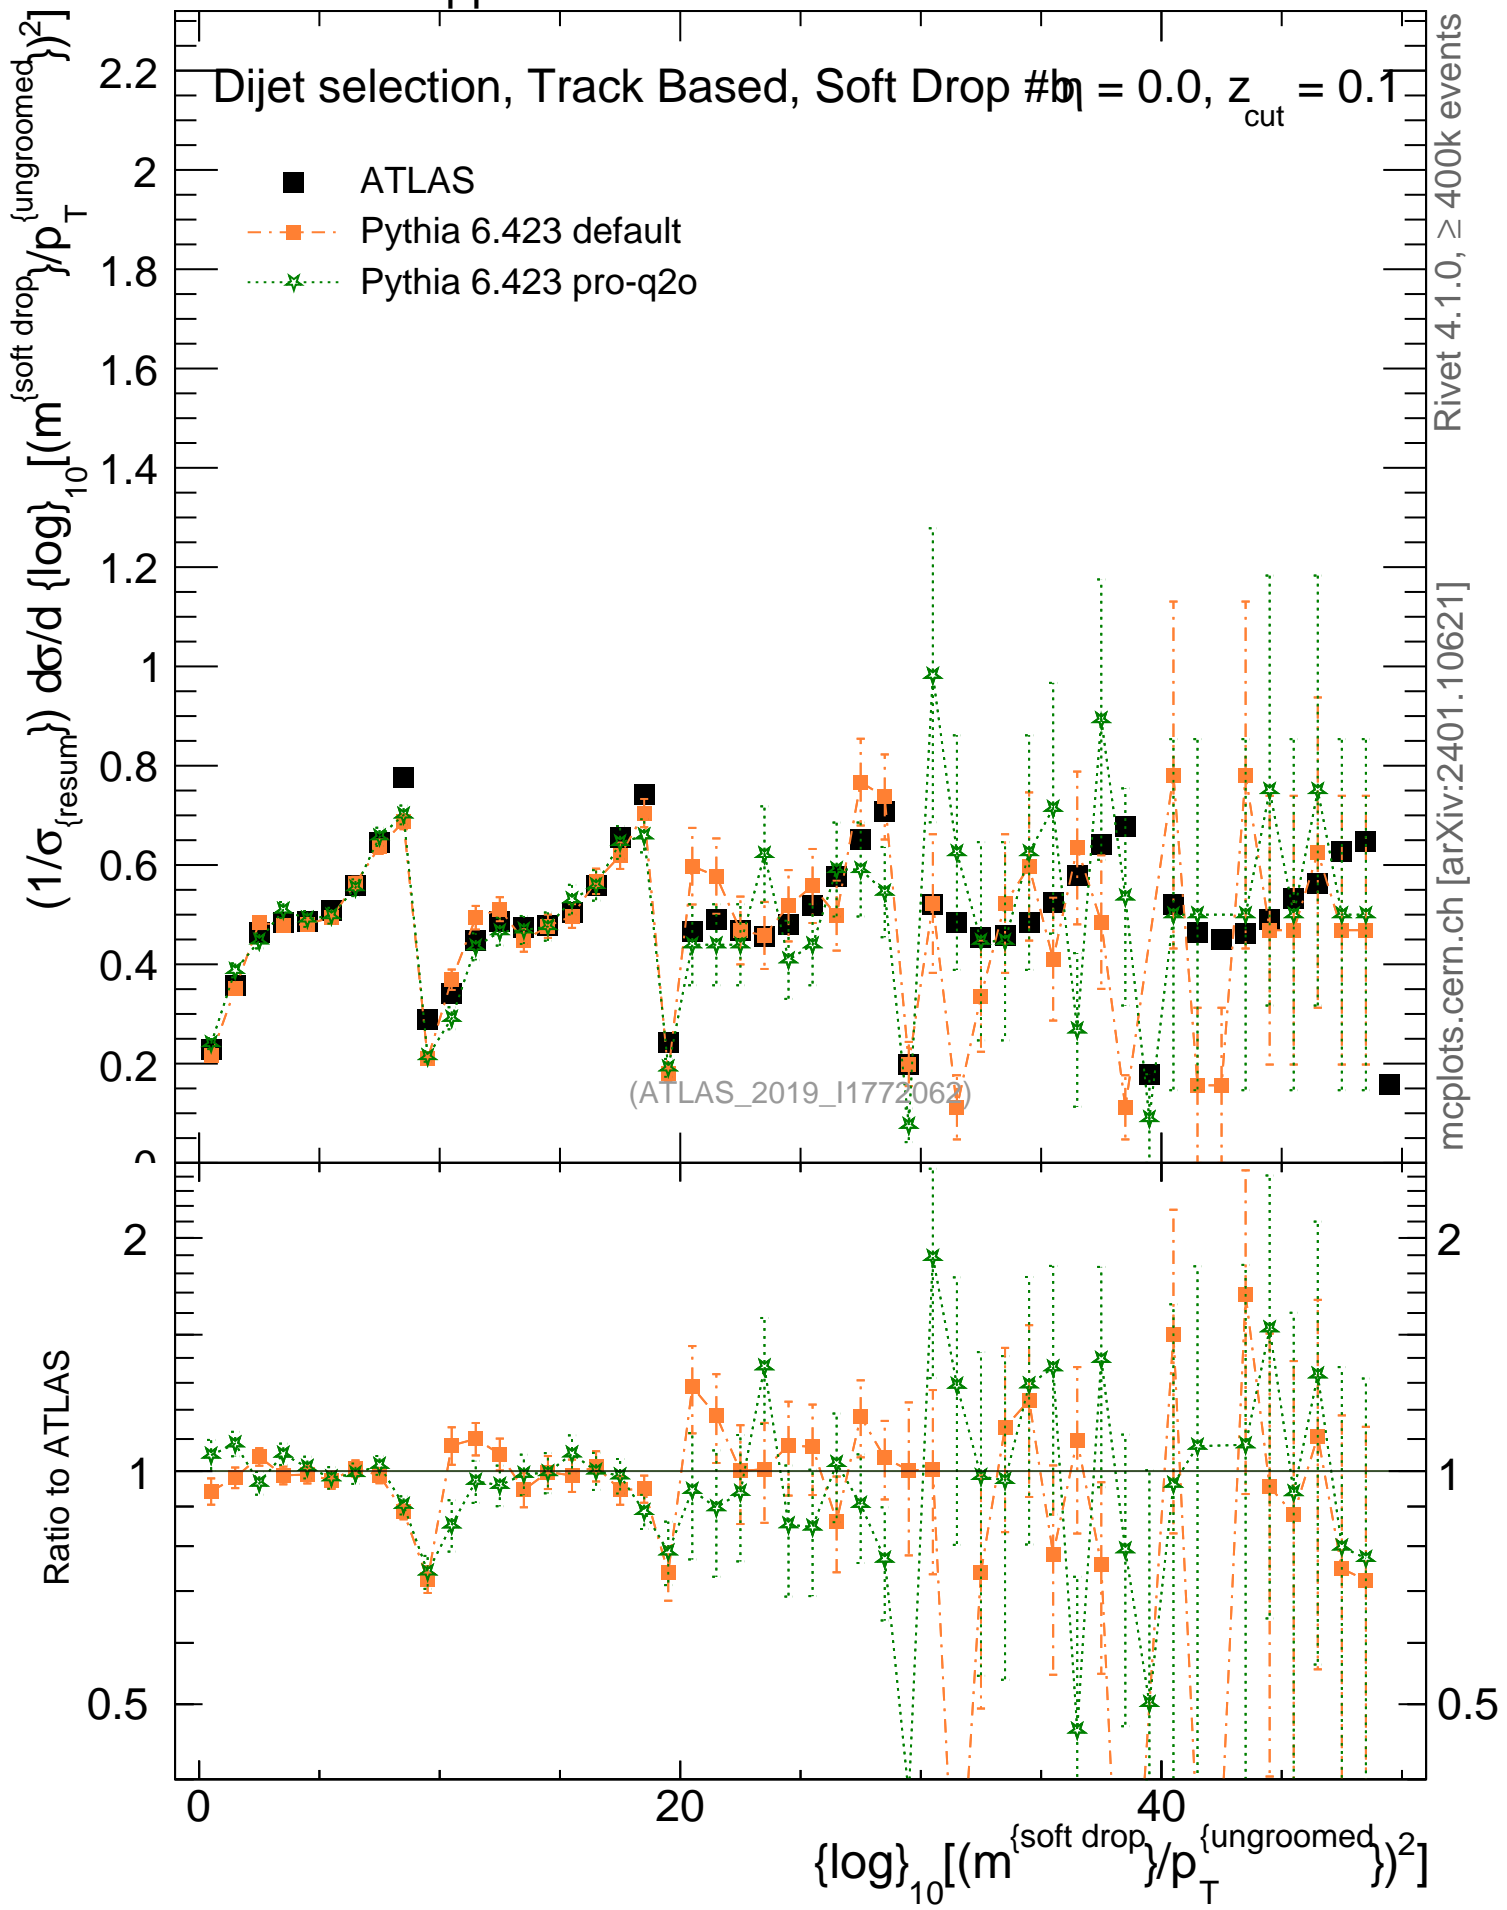 pp
Dijet selection, Track Based, Soft Drop #bη = 0.0, z_cut = 0.1
ATLAS
Pythia 6.423 default
Pythia 6.423 pro-q2o
(1/σ_{resum}) dσ/d {log}_10[(m^{soft drop}/p_T^{ungroomed})^2]
2.2
2
1.8
1.6
1.4
1.2
1
0.8
0.6
0.4
0.2
0
(ATLAS_2019_I1772062)
Rivet 4.1.0, ≥ 400k events
mcplots.cern.ch [arXiv:2401.10621]
Ratio to ATLAS
2
1
0.5
2
1
0.5
0 20 40
{log}_10[(m^{soft drop}/p_T^{ungroomed})^2]